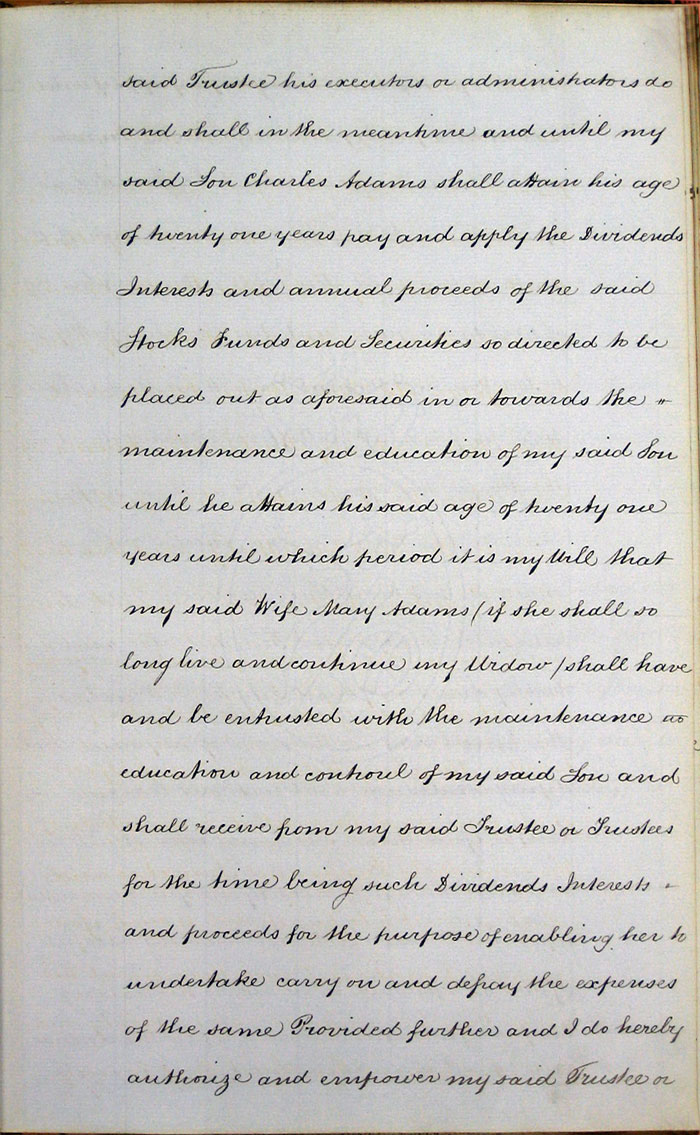 said Trustee his executors or administrators do
and shall in the meantime and until my
said Son Charles Adams shall attain his age
of twenty one years pay and apply the Dividends
Interests and annual proceeds of the said
Stocks Funds and Securities so directed to be
placed out as aforesaid in or towards the
maintenance and education of my said Son
until he attains his said age of twenty one
years until which period it is my Will that
my said Wife Mary Adams / if she shall so
long live and continue my Widow / shall have
and be entrusted with the maintenance
education and controul of my said Son and
shall receive from my said Trustee or Trustees
for the time being such Dividends Interests
and proceeds for the purpose of enabling her to
undertake carry on and defray the expenses
of the same Provided further and I do hereby
authorize and empower my said Trustee or